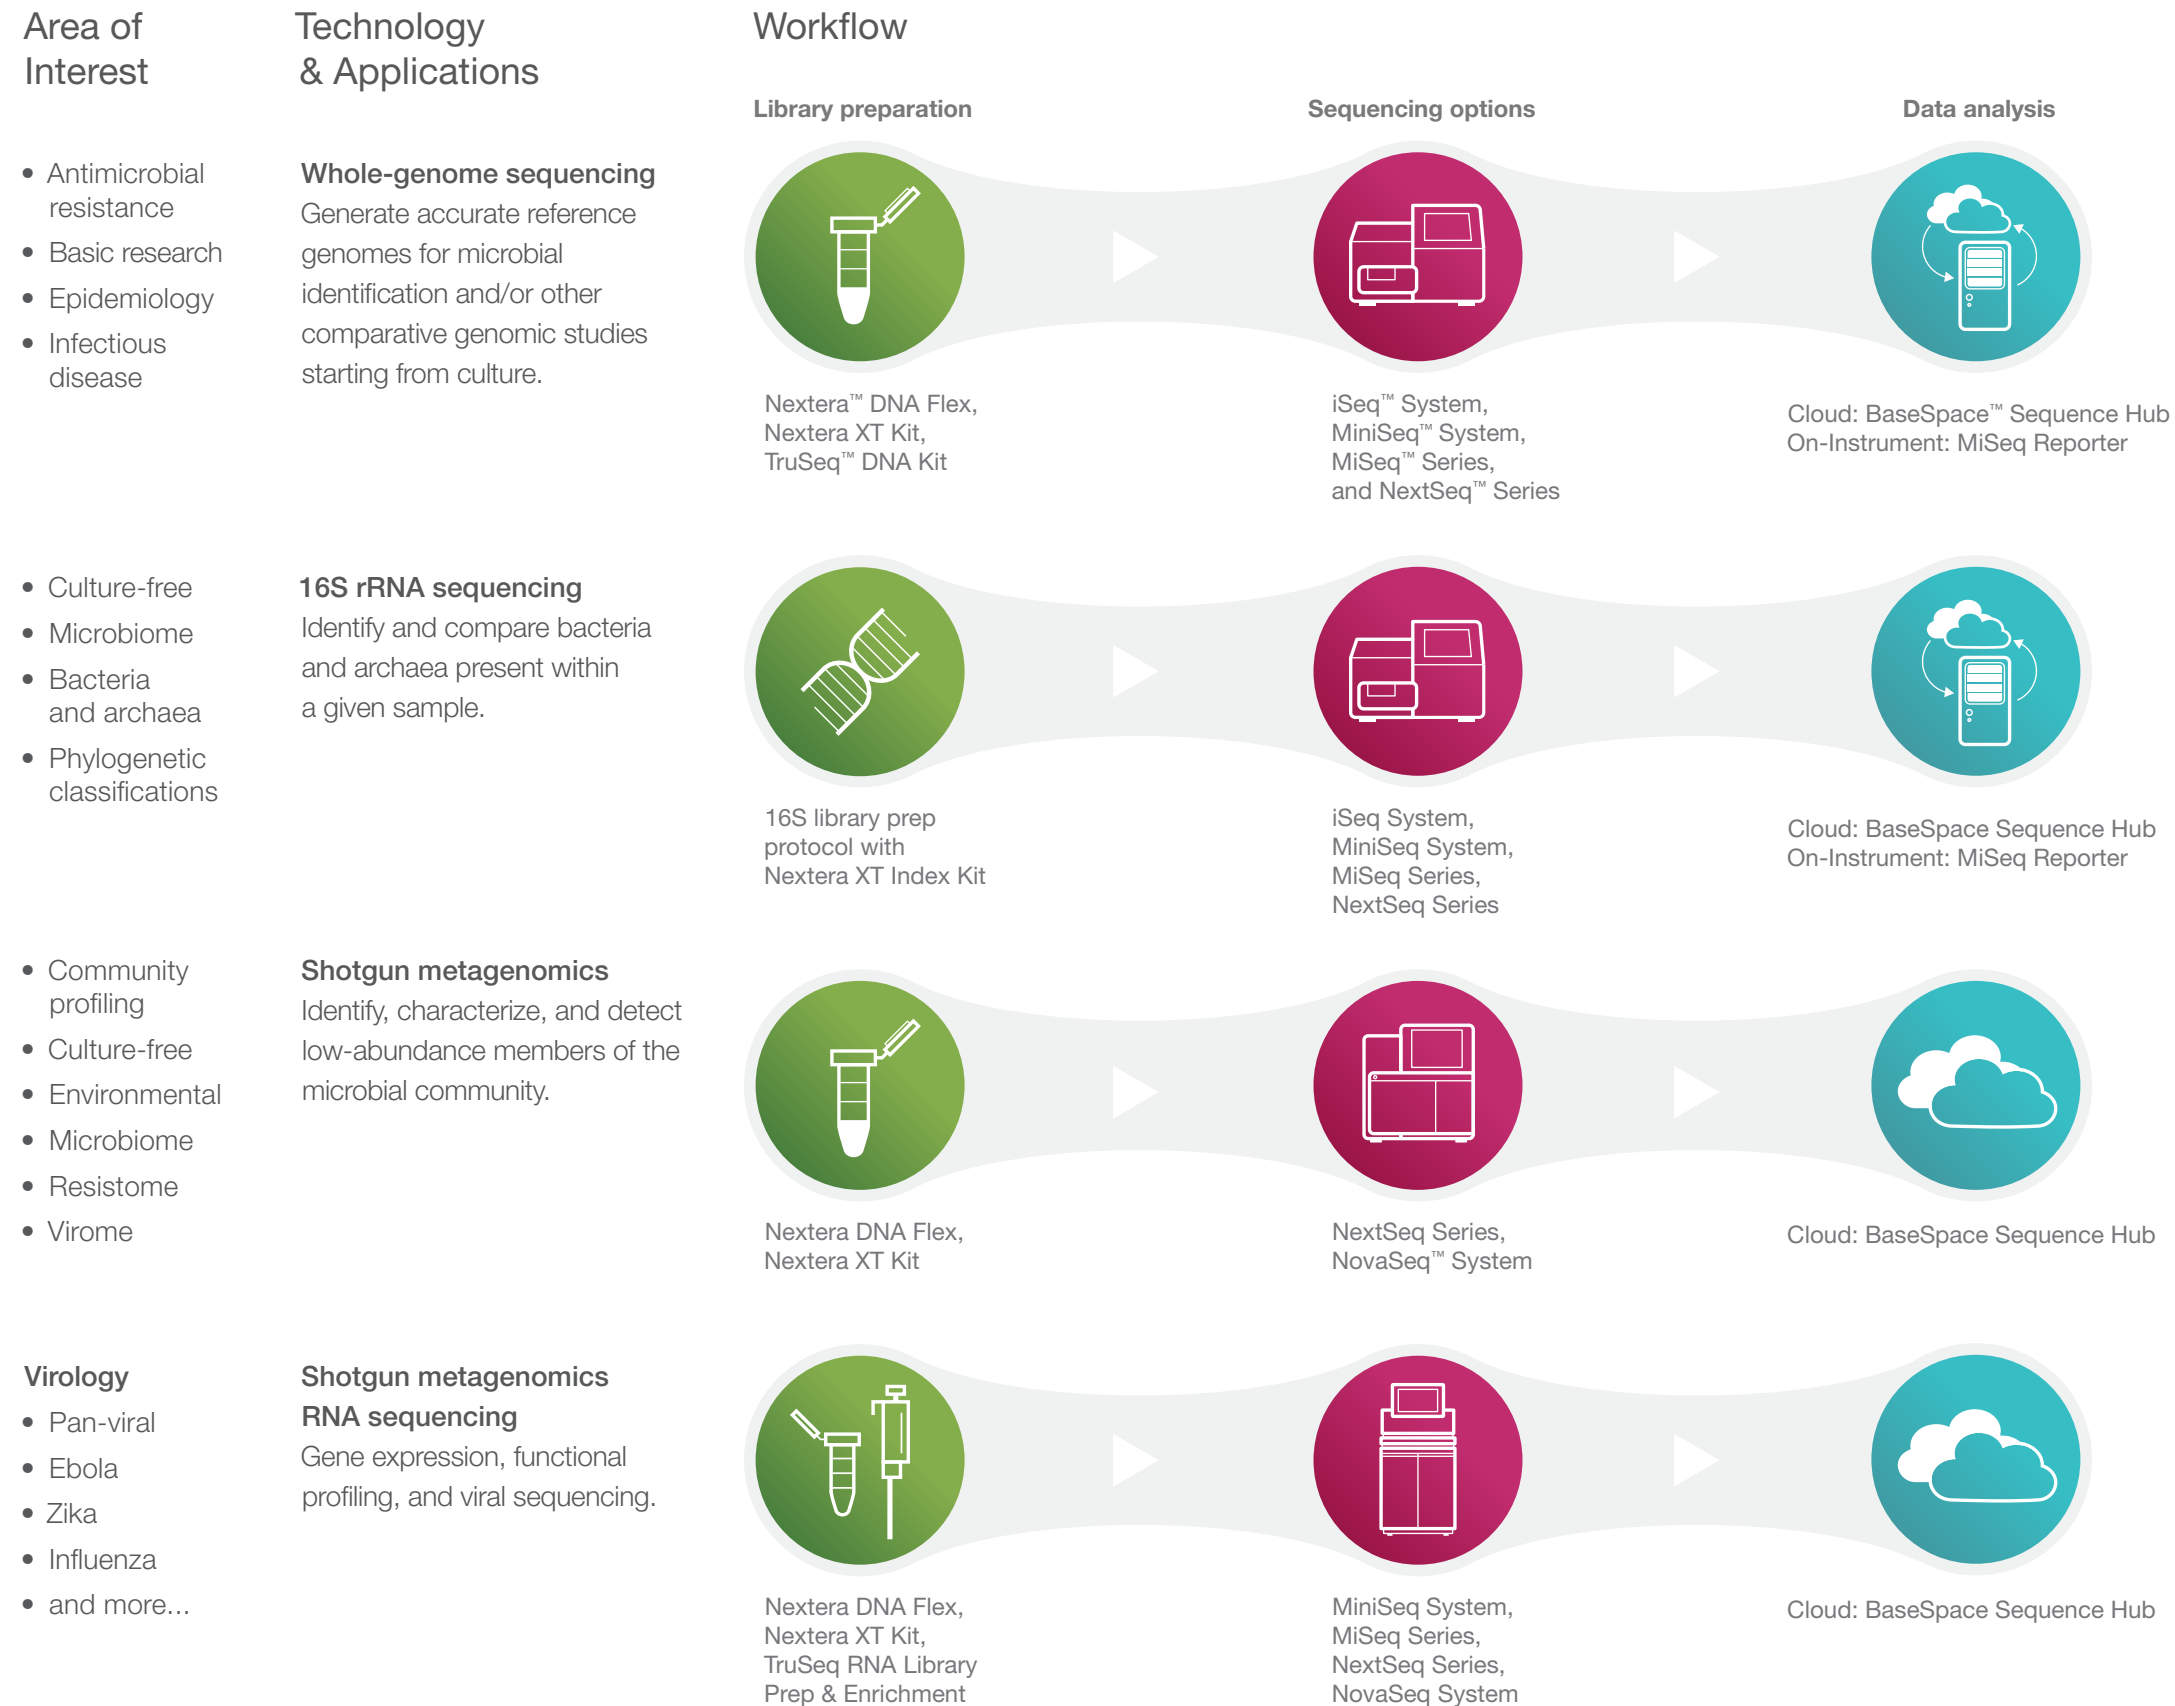 Area of
Interest
Technology
& Applications
Workflow
Library preparation
Sequencing options
Data analysis
• Antimicrobial
resistance
• Basic research
• Epidemiology
• Infectious
disease
Whole-genome sequencing
Generate accurate reference
genomes for microbial
identification and/or other
comparative genomic studies
starting from culture.
Nextera™ DNA Flex,
Nextera XT Kit,
TruSeq™ DNA Kit
iSeq™ System,
MiniSeq™ System,
MiSeq™ Series,
and NextSeq™ Series
Cloud: BaseSpace™ Sequence Hub
On-Instrument: MiSeq Reporter
• Culture-free
• Microbiome
• Bacteria
and archaea
• Phylogenetic
classifications
16S rRNA sequencing
Identify and compare bacteria
and archaea present within
a given sample.
16S library prep
protocol with
Nextera XT Index Kit
iSeq System,
MiniSeq System,
MiSeq Series,
NextSeq Series
Cloud: BaseSpace Sequence Hub
On-Instrument: MiSeq Reporter
• Community
profiling
• Culture-free
• Environmental
• Microbiome
• Resistome
• Virome
Shotgun metagenomics
Identify, characterize, and detect
low-abundance members of the
microbial community.
Nextera DNA Flex,
Nextera XT Kit
NextSeq Series,
NovaSeq™ System
Cloud: BaseSpace Sequence Hub
Virology
• Pan-viral
• Ebola
• Zika
• Influenza
• and more...
Shotgun metagenomics
RNA sequencing
Gene expression, functional
profiling, and viral sequencing.
Nextera DNA Flex,
Nextera XT Kit,
TruSeq RNA Library
Prep & Enrichment
MiniSeq System,
MiSeq Series,
NextSeq Series,
NovaSeq System
Cloud: BaseSpace Sequence Hub